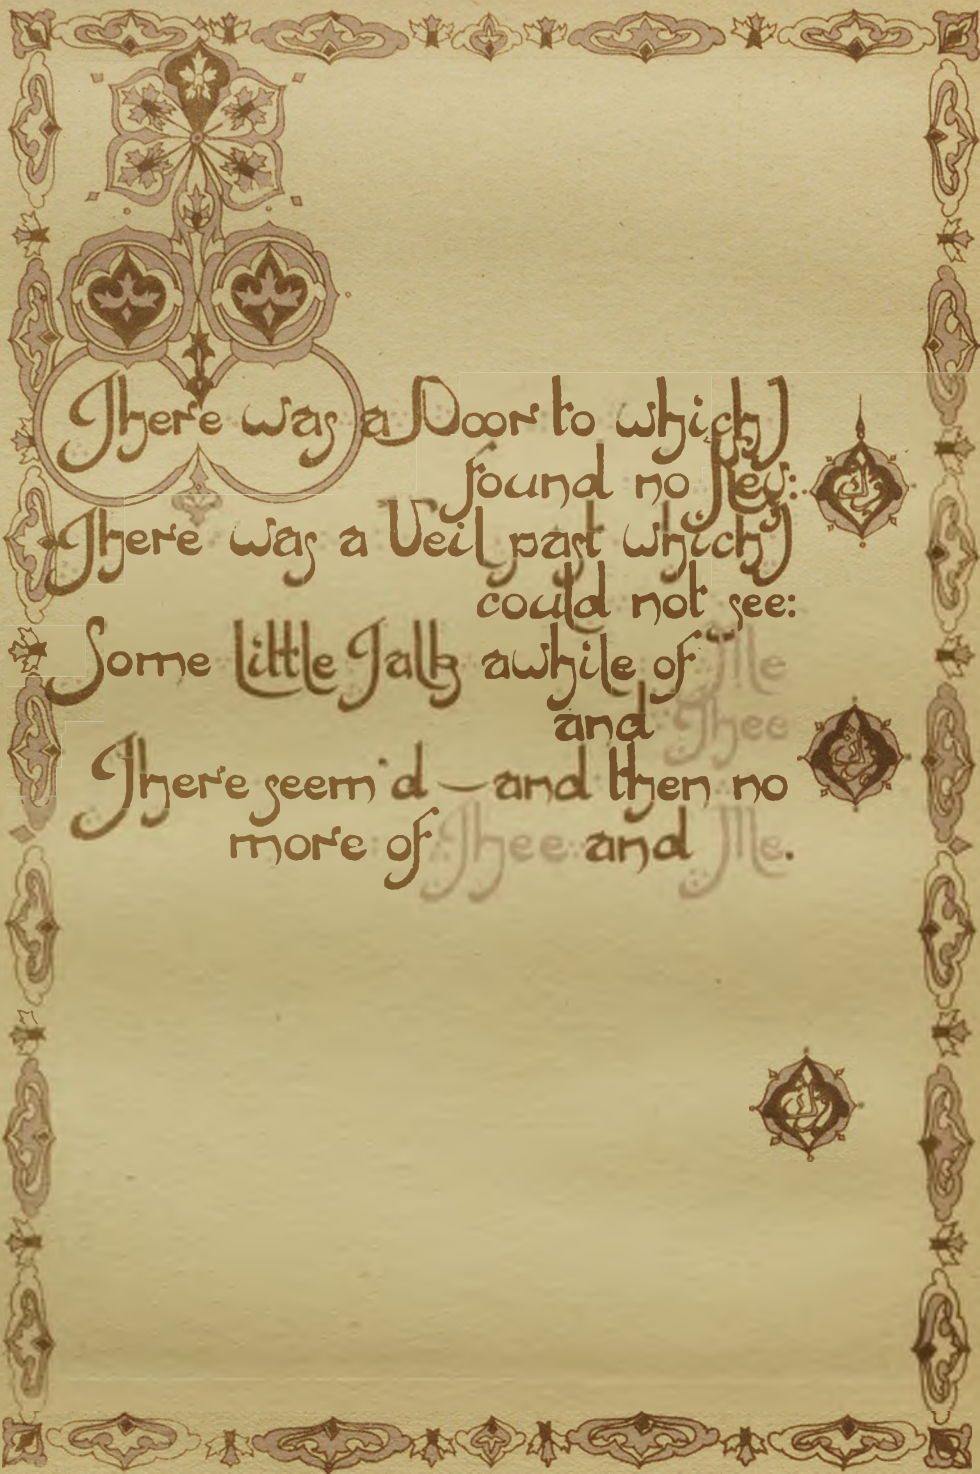 There was a Door to which I
found no Key:
There was a Veil past which I
could not see:
Some Little Talk awhile of Me
and Thee
There seem'd—and then no
more of Thee and Me.